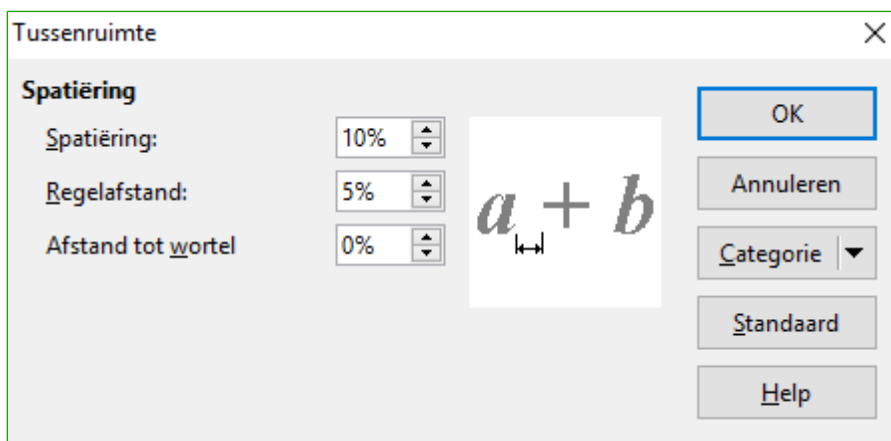 Tussenruimte
Spatiëring
Spatiëring: 10%
Regelafstand: 5%
Afstand tot wortel 0%
a + b
OK
Annuleren
Categorie
Standaard
Help